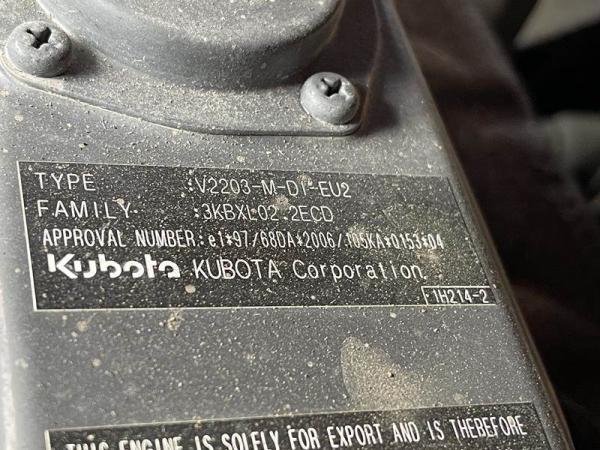 TYPE :V2203-M-DI-EU2
FAMILY :3KBXL02.2ECD
APPROVAL NUMBER:e1*97/68DA*2006/105KA*0153*04
Kubota KUBOTA Corporation
1H214-2
THIS ENGINE IS SOLELY FOR EXPORT AND IS THEREFORE